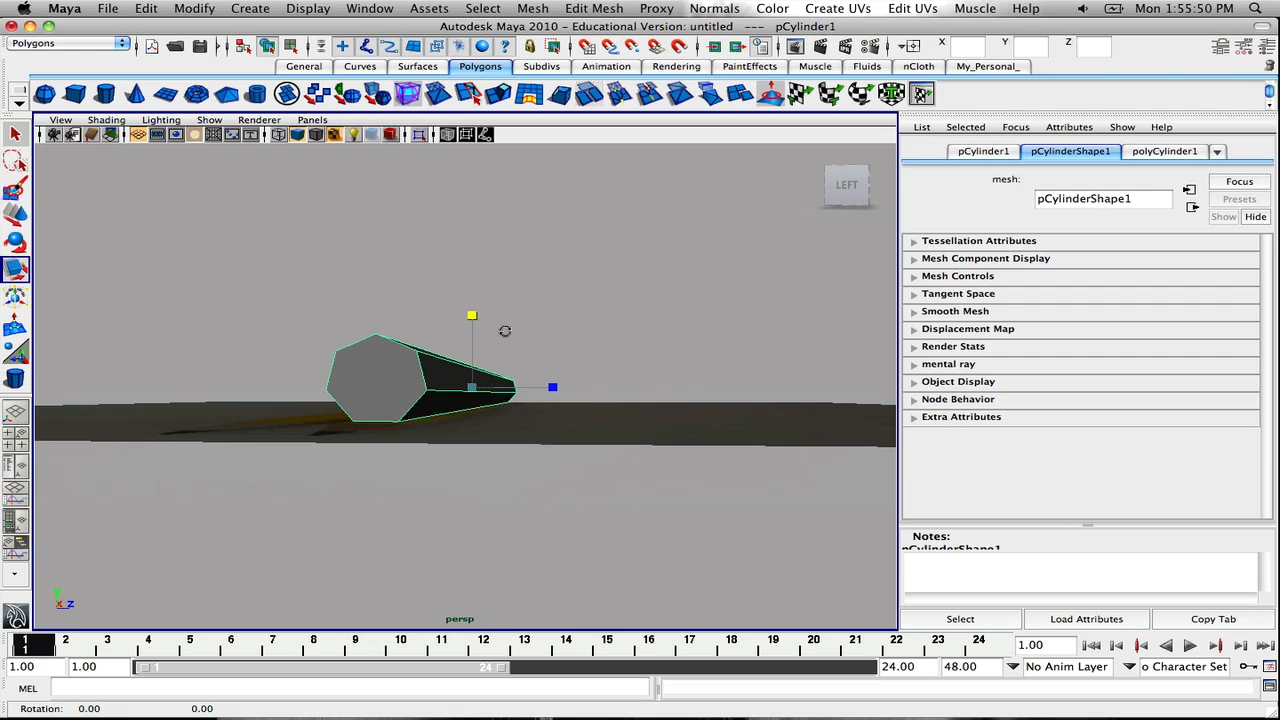 Maya File Edit Modify Create Display Window Assets Select Mesh Edit Mesh Proxy Normals Color Create UVs Edit UVs Muscle Help Mon 1:55:50 PM
Autodesk Maya 2010 - Educational Version: untitled --- pCylinder1
Polygons X Y Z
General Curves Surfaces Polygons Subdivs Animation Rendering PaintEffects Muscle Fluids nCloth My_Personal_
View Shading Lighting Show Renderer Panels
List Selected Focus Attributes Show Help
pCylinder1 pCylinderShape1 polyCylinder1
mesh: Focus
pCylinderShape1 Presets
Show Hide
LEFT
Tessellation Attributes
Mesh Component Display
Mesh Controls
Tangent Space
Smooth Mesh
Displacement Map
Render Stats
mental ray
Object Display
Node Behavior
Extra Attributes
Notes:
pCylinderShape1
y
x z
persp
Select Load Attributes Copy Tab
1 2 3 4 5 6 7 8 9 10 11 12 13 14 15 16 17 18 19 20 21 22 23 24
1 1.00
1.00 1.00 1 24 24.00 48.00 No Anim Layer o Character Set
MEL
Rotation: 0.00 0.00